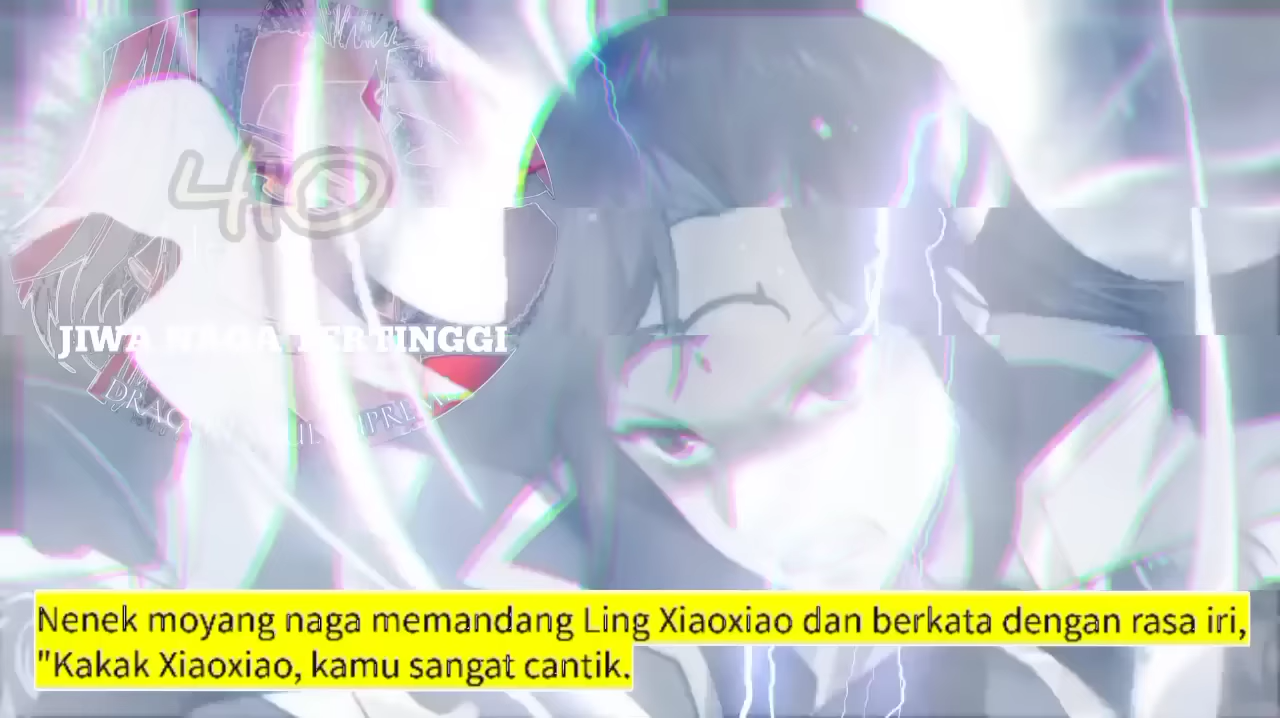 40
JIWA NAGA TERTINGGI
Nenek moyang naga memandang Ling Xiaoxiao dan berkata dengan rasa iri,
"Kakak Xiaoxiao, kamu sangat cantik.